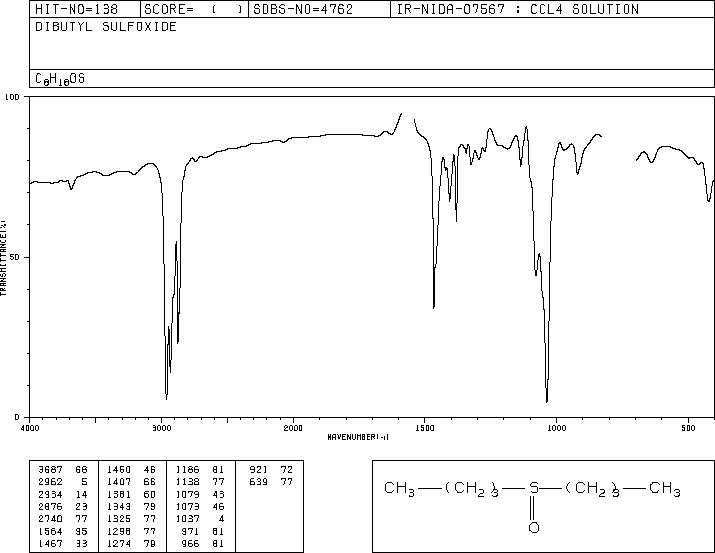 HIT-NO=138 SCORE= ( ) SDBS-NO=4762 IR-NIDA-07567 : CCL4 SOLUTION
DIBUTYL SULFOXIDE
C8H18OS
100
50
0
TRANSMITTANCE(%)
4000 3000 2000 1500 1000 500
WAVENUMBER(-1)
3687 68 1460 46 1186 81 921 72
2962 5 1407 66 1138 77 639 77
2934 14 1381 60 1079 43
2876 23 1343 79 1073 46
2740 77 1325 77 1037 4
1564 95 1298 77 971 81
1467 33 1274 79 966 81
CH3—(CH2)3—S—(CH2)3—CH3
O